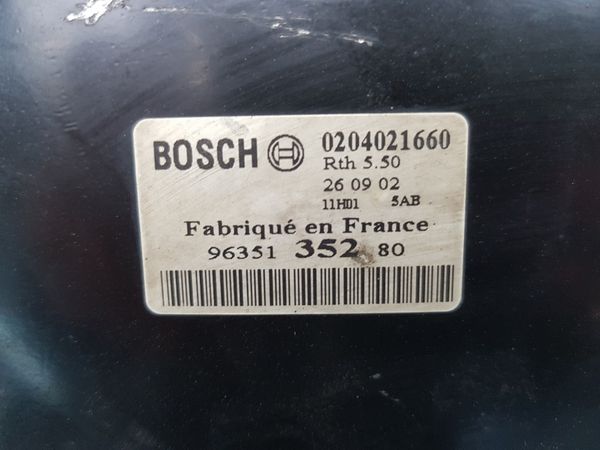 BOSCH 0204021660
Rth 5.50
26 09 02
11H01 5AB
Fabriqué en France
96351 352 80